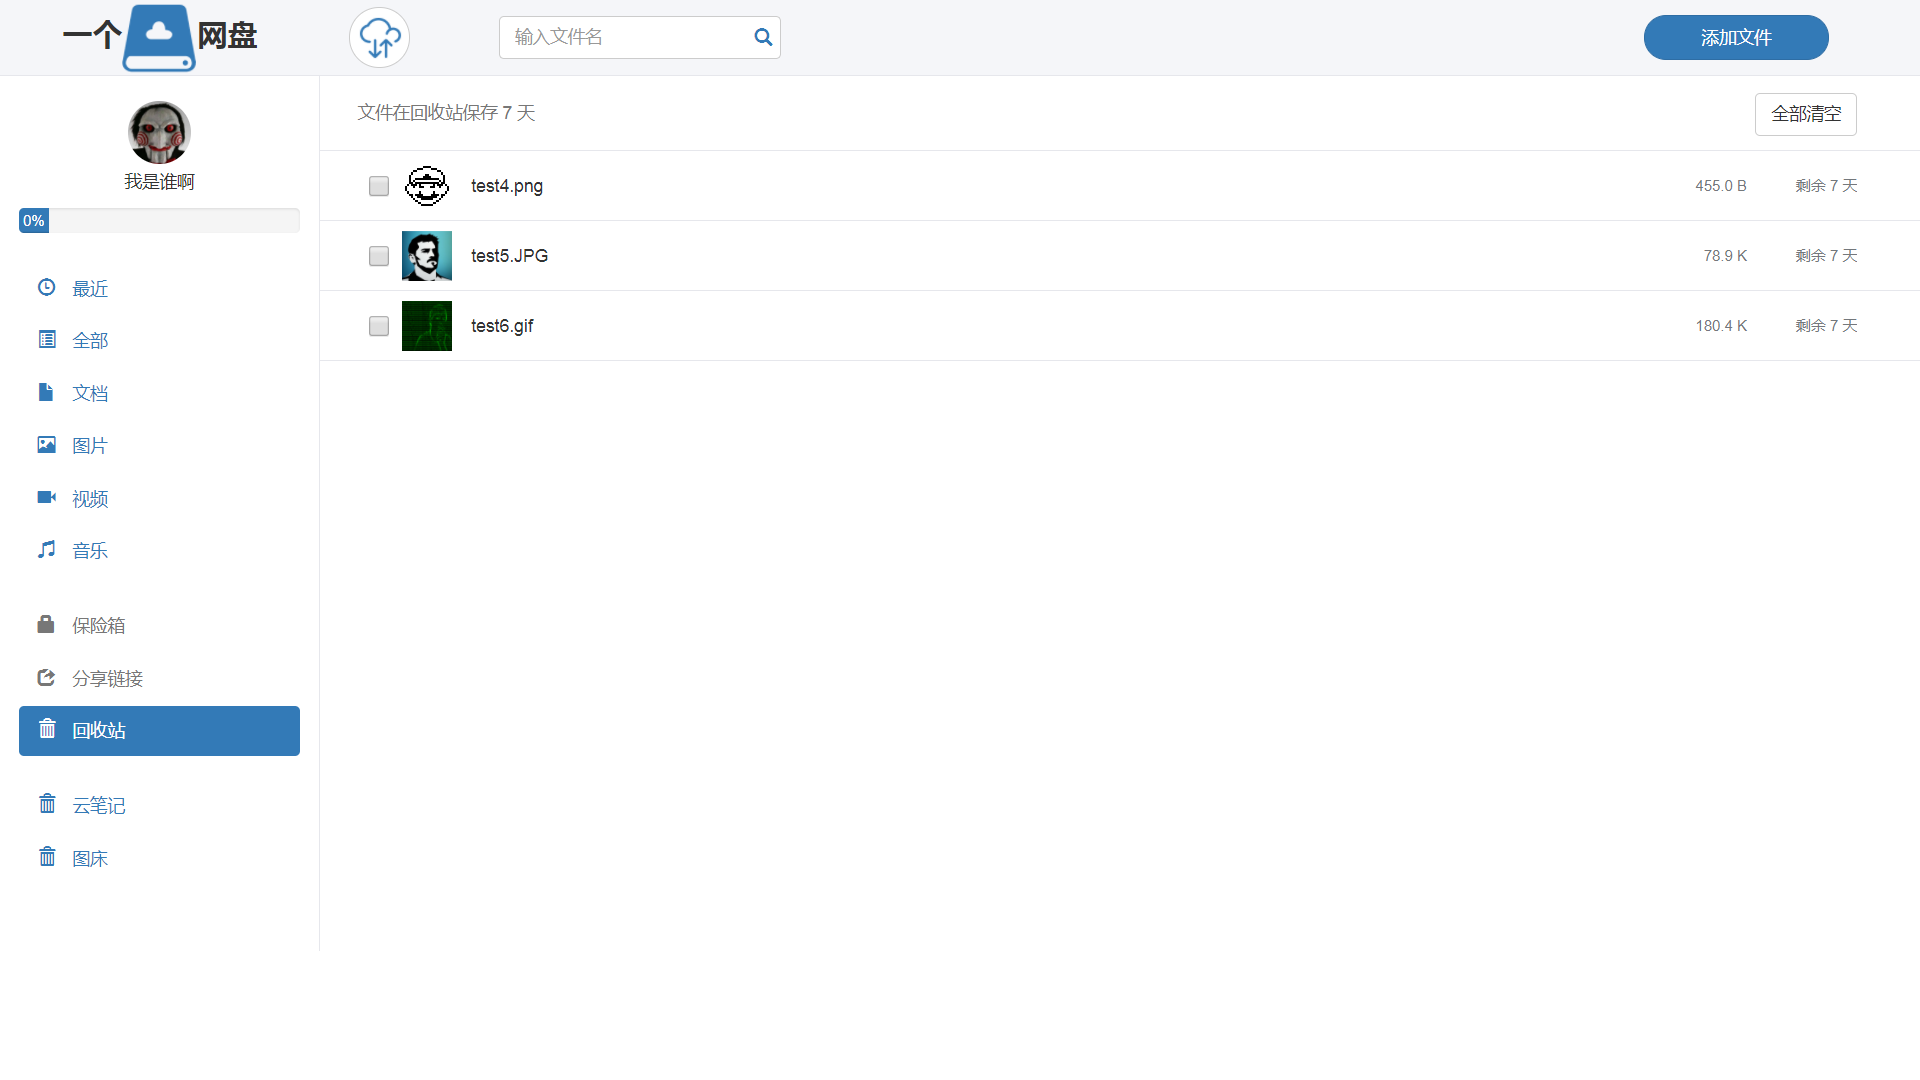 一个网盘
输入文件名
添加文件
我是谁啊
0%
最近
全部
文档
图片
视频
音乐
保险箱
分享链接
回收站
云笔记
图床
文件在回收站保存 7 天
全部清空
test4.png 455.0 B 剩余 7 天
test5.JPG 78.9 K 剩余 7 天
test6.gif 180.4 K 剩余 7 天